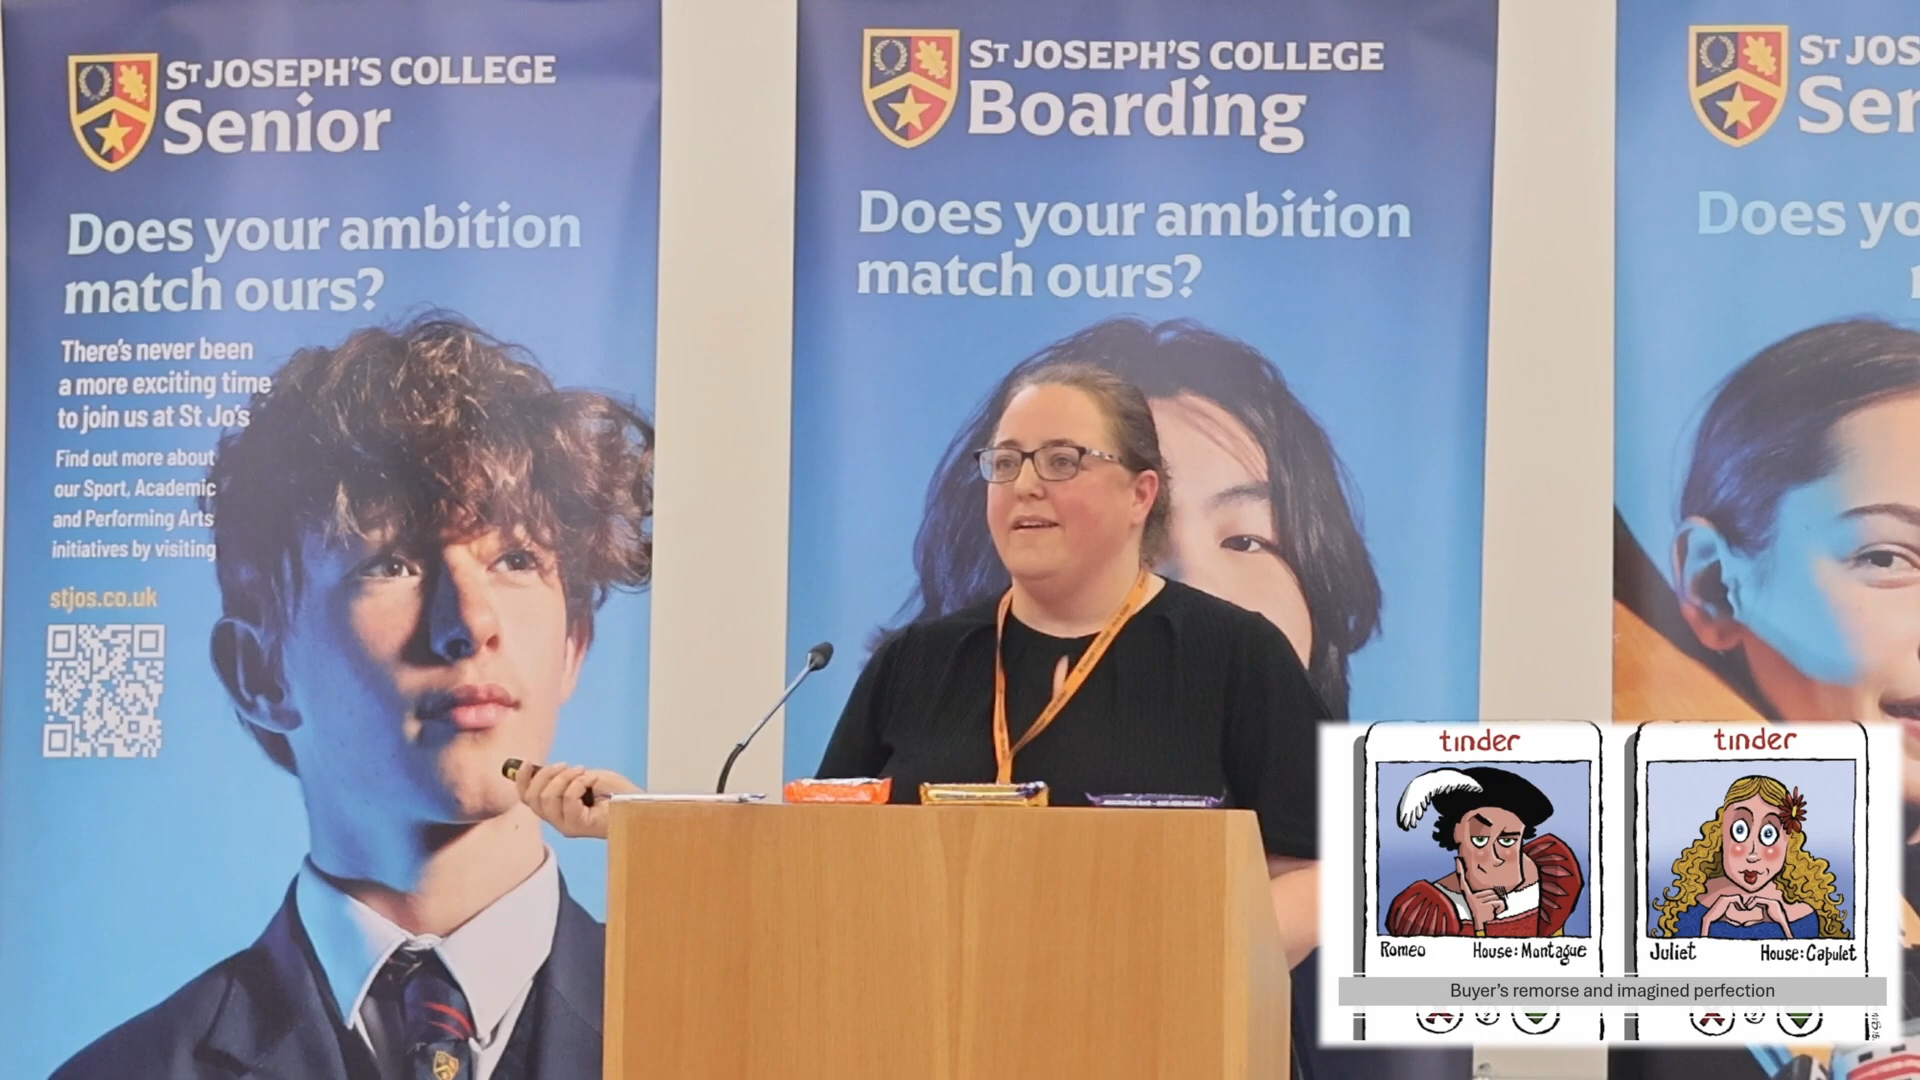 ST JOSEPH'S COLLEGE
Senior
Does your ambition
match ours?
There's never been
a more exciting time
to join us at St Jo's
Find out more about
our Sport, Academic
and Performing Arts
initiatives by visiting
stjos.co.uk
ST JOSEPH'S COLLEGE
Boarding
Does your ambition
match ours?
ST JOS
Sen
Does yo
tinder
Romeo House: Montague
tinder
Juliet House: Capulet
Buyer's remorse and imagined perfection